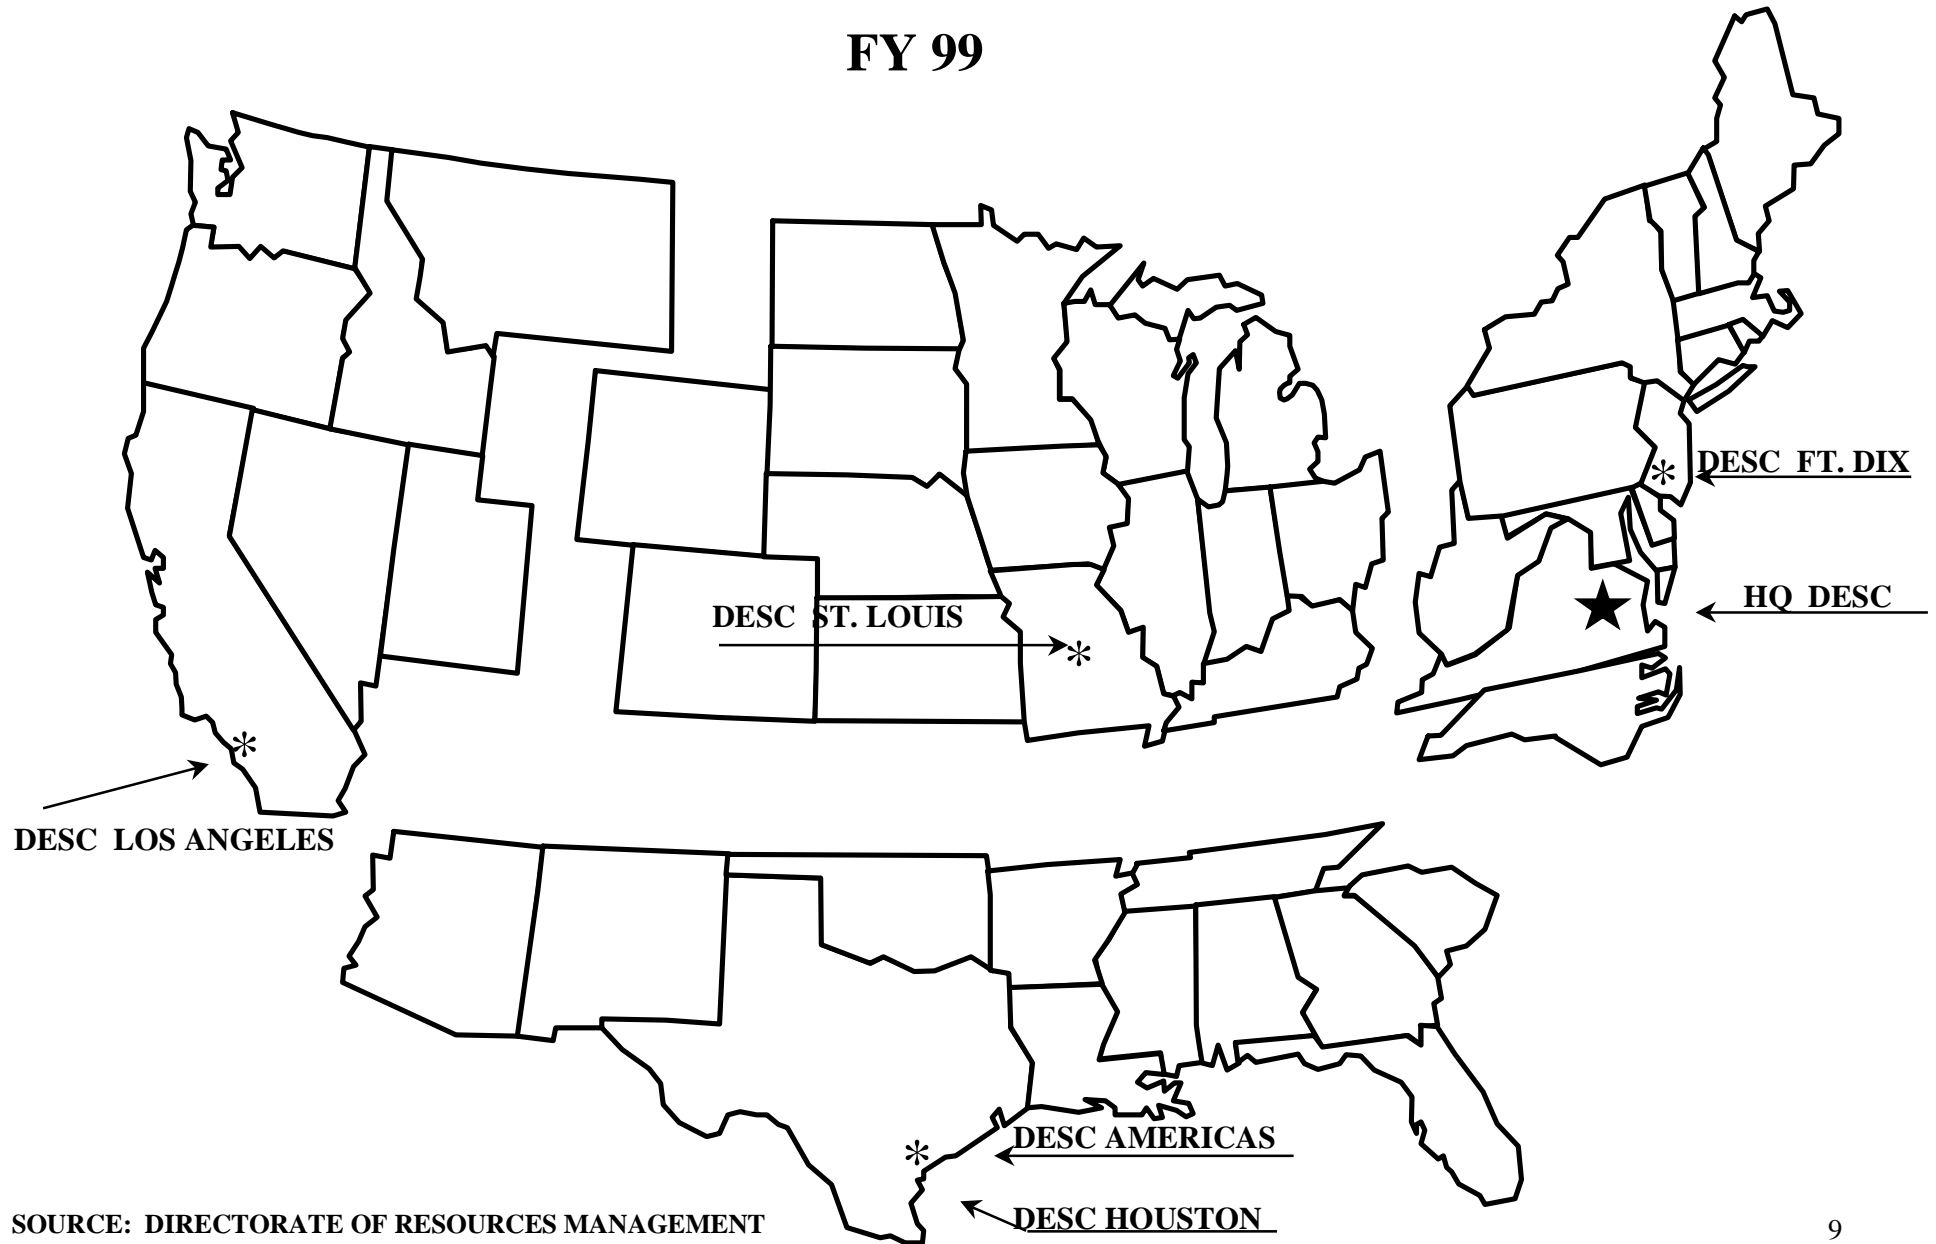 FY 99
DESC FT. DIX
HQ DESC
DESC ST. LOUIS
DESC LOS ANGELES
DESC AMERICAS
DESC HOUSTON
SOURCE: DIRECTORATE OF RESOURCES MANAGEMENT
9